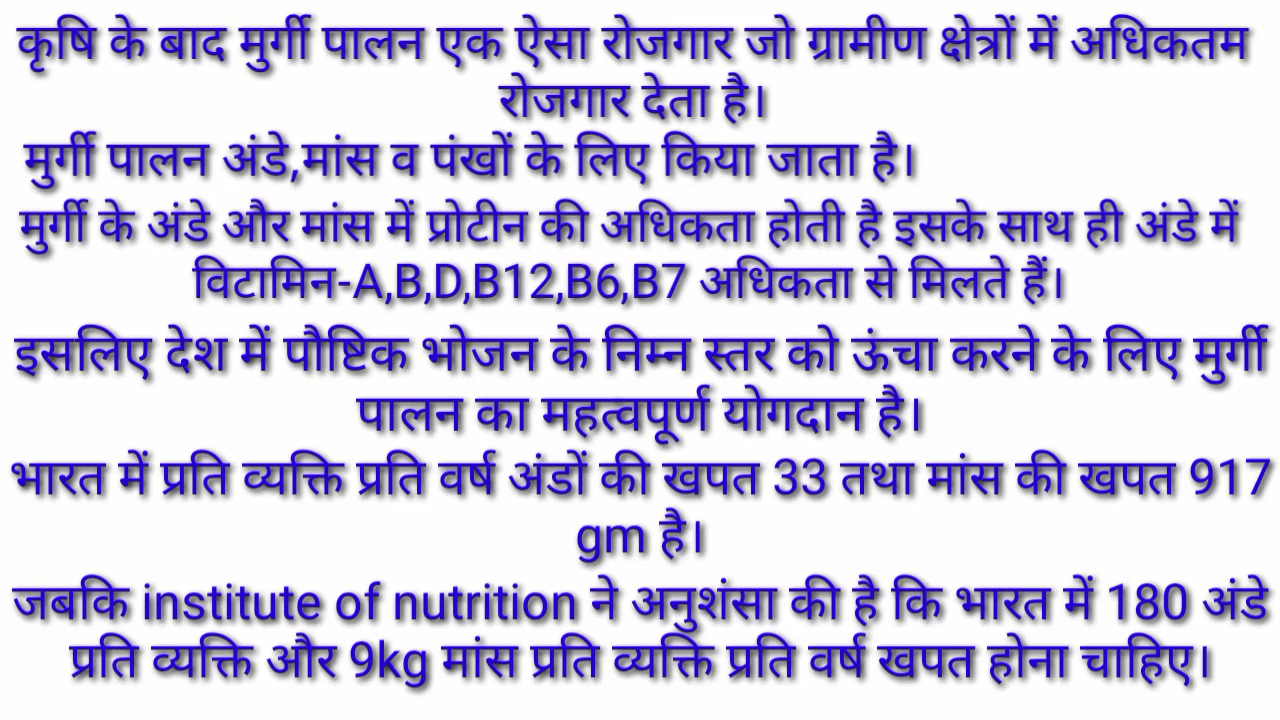 कृषि के बाद मुर्गी पालन एक ऐसा रोजगार जो ग्रामीण क्षेत्रों में अधिकतम
रोजगार देता है।
मुर्गी पालन अंडे,मांस व पंखों के लिए किया जाता है।
मुर्गी के अंडे और मांस में प्रोटीन की अधिकता होती है इसके साथ ही अंडे में
विटामिन-A,B,D,B12,B6,B7 अधिकता से मिलते हैं।
इसलिए देश में पौष्टिक भोजन के निम्न स्तर को ऊंचा करने के लिए मुर्गी
पालन का महत्वपूर्ण योगदान है।
भारत में प्रति व्यक्ति प्रति वर्ष अंडों की खपत 33 तथा मांस की खपत 917
gm है।
जबकि institute of nutrition ने अनुशंसा की है कि भारत में 180 अंडे
प्रति व्यक्ति और 9kg मांस प्रति व्यक्ति प्रति वर्ष खपत होना चाहिए।